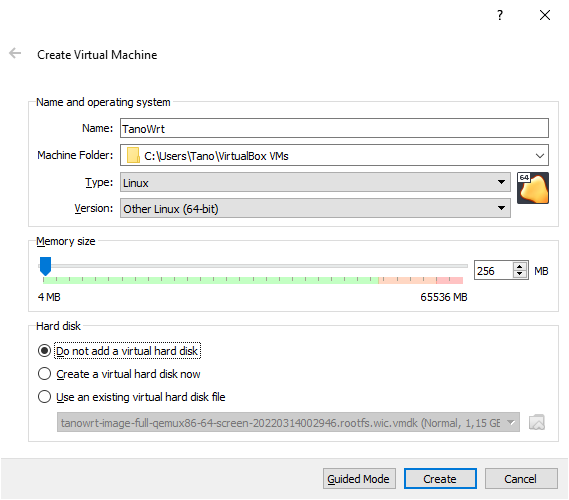 ?
Create Virtual Machine
Name and operating system
Name: TanoWrt
Machine Folder: C:\Users\Tano\VirtualBox VMs
Type: Linux
64
Version: Other Linux (64-bit)
Memory size
256 MB
4 MB 65536 MB
Hard disk
Do not add a virtual hard disk
Create a virtual hard disk now
Use an existing virtual hard disk file
tanowrt-image-full-qemux86-64-screen-20220314002946.rootfs.wic.vmdk (Normal, 1,15 GE
Guided Mode Create Cancel